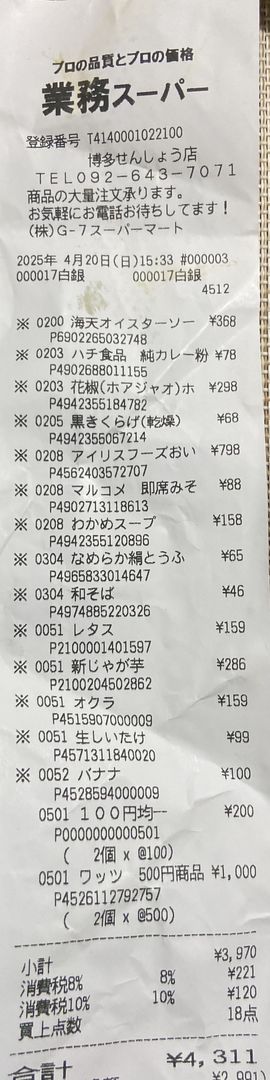 プロの品質とプロの価格
業務スーパー
登録番号 T4140001022100
博多せんしょう店
TEL092-643-7071
商品の大量注文承ります。
お気軽にお電話お待ちしてます！
(株)G-7スーパーマート
2025年 4月20日(日)15:33 #000003
000017白銀 000017白銀
4512
※ 0200 海天オイスターソー ¥368
P6902265032748
※ 0203 ハチ食品 純カレー粉 ¥78
P4902688011155
※ 0203 花椒(ホアジャオ)ホ ¥298
P4942355184782
※ 0205 黒きくらげ(乾燥) ¥68
P4942355067214
※ 0208 アイリスフーズおい ¥798
P4562403572707
※ 0208 マルコメ 即席みそ ¥88
P4902713118613
※ 0208 わかめスープ ¥158
P4942355120896
※ 0304 なめらか絹とうふ ¥65
P4965833014647
※ 0304 和そば ¥46
P4974885220326
※ 0051 レタス ¥159
P2100001401597
※ 0051 新じゃが芋 ¥286
P2100204502862
※ 0051 オクラ ¥159
P4515907000009
※ 0051 生しいたけ ¥99
P4571311840020
※ 0052 バナナ ¥100
P4528594000009
0501 １００円均一 ¥200
P0000000000501
( 2個 x @100)
0501 ワッツ 500円商品 ¥1,000
P4526112792757
( 2個 x @500)
小計 ¥3,970
消費税8% 8% ¥221
消費税10% 10% ¥120
買上点数 18点
合計 ¥4,311
¥2,991)